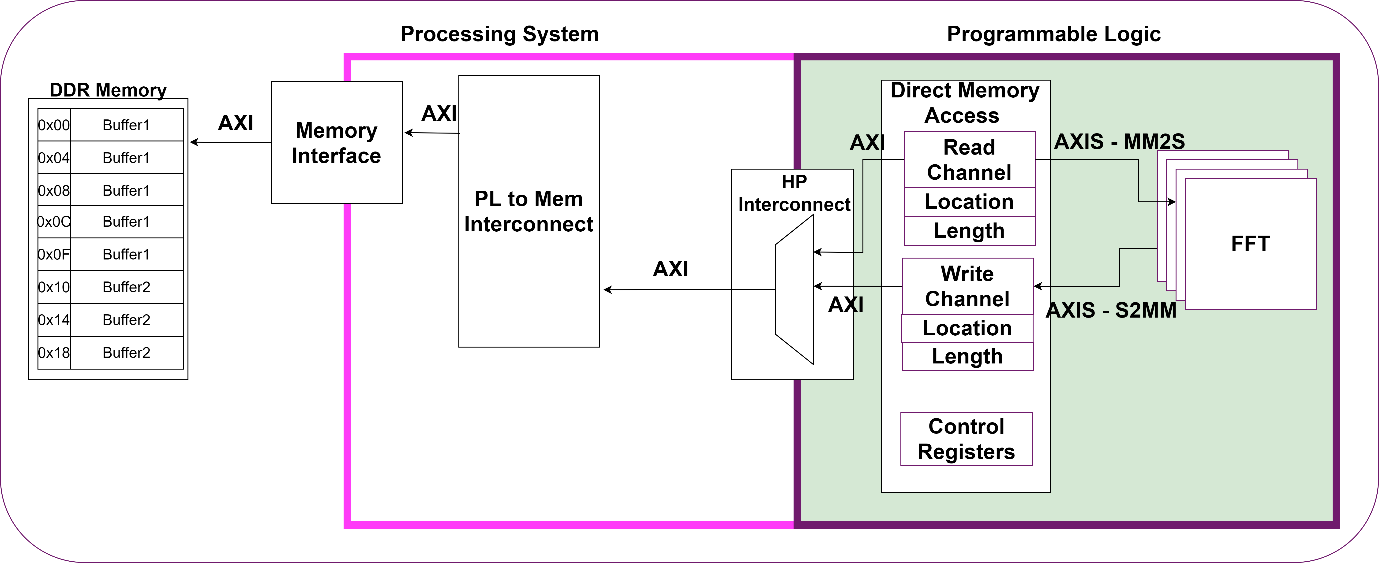 Processing System
Programmable Logic
DDR Memory
0x00 Buffer1
0x04 Buffer1
0x08 Buffer1
0x0C Buffer1
0x0F Buffer1
0x10 Buffer2
0x14 Buffer2
0x18 Buffer2
AXI
Memory
Interface
AXI
PL to Mem
Interconnect
AXI
HP
Interconnect
AXI
AXI
Direct Memory
Access
Read
Channel
Location
Length
Write
Channel
Location
Length
Control
Registers
AXIS - MM2S
AXIS - S2MM
FFT